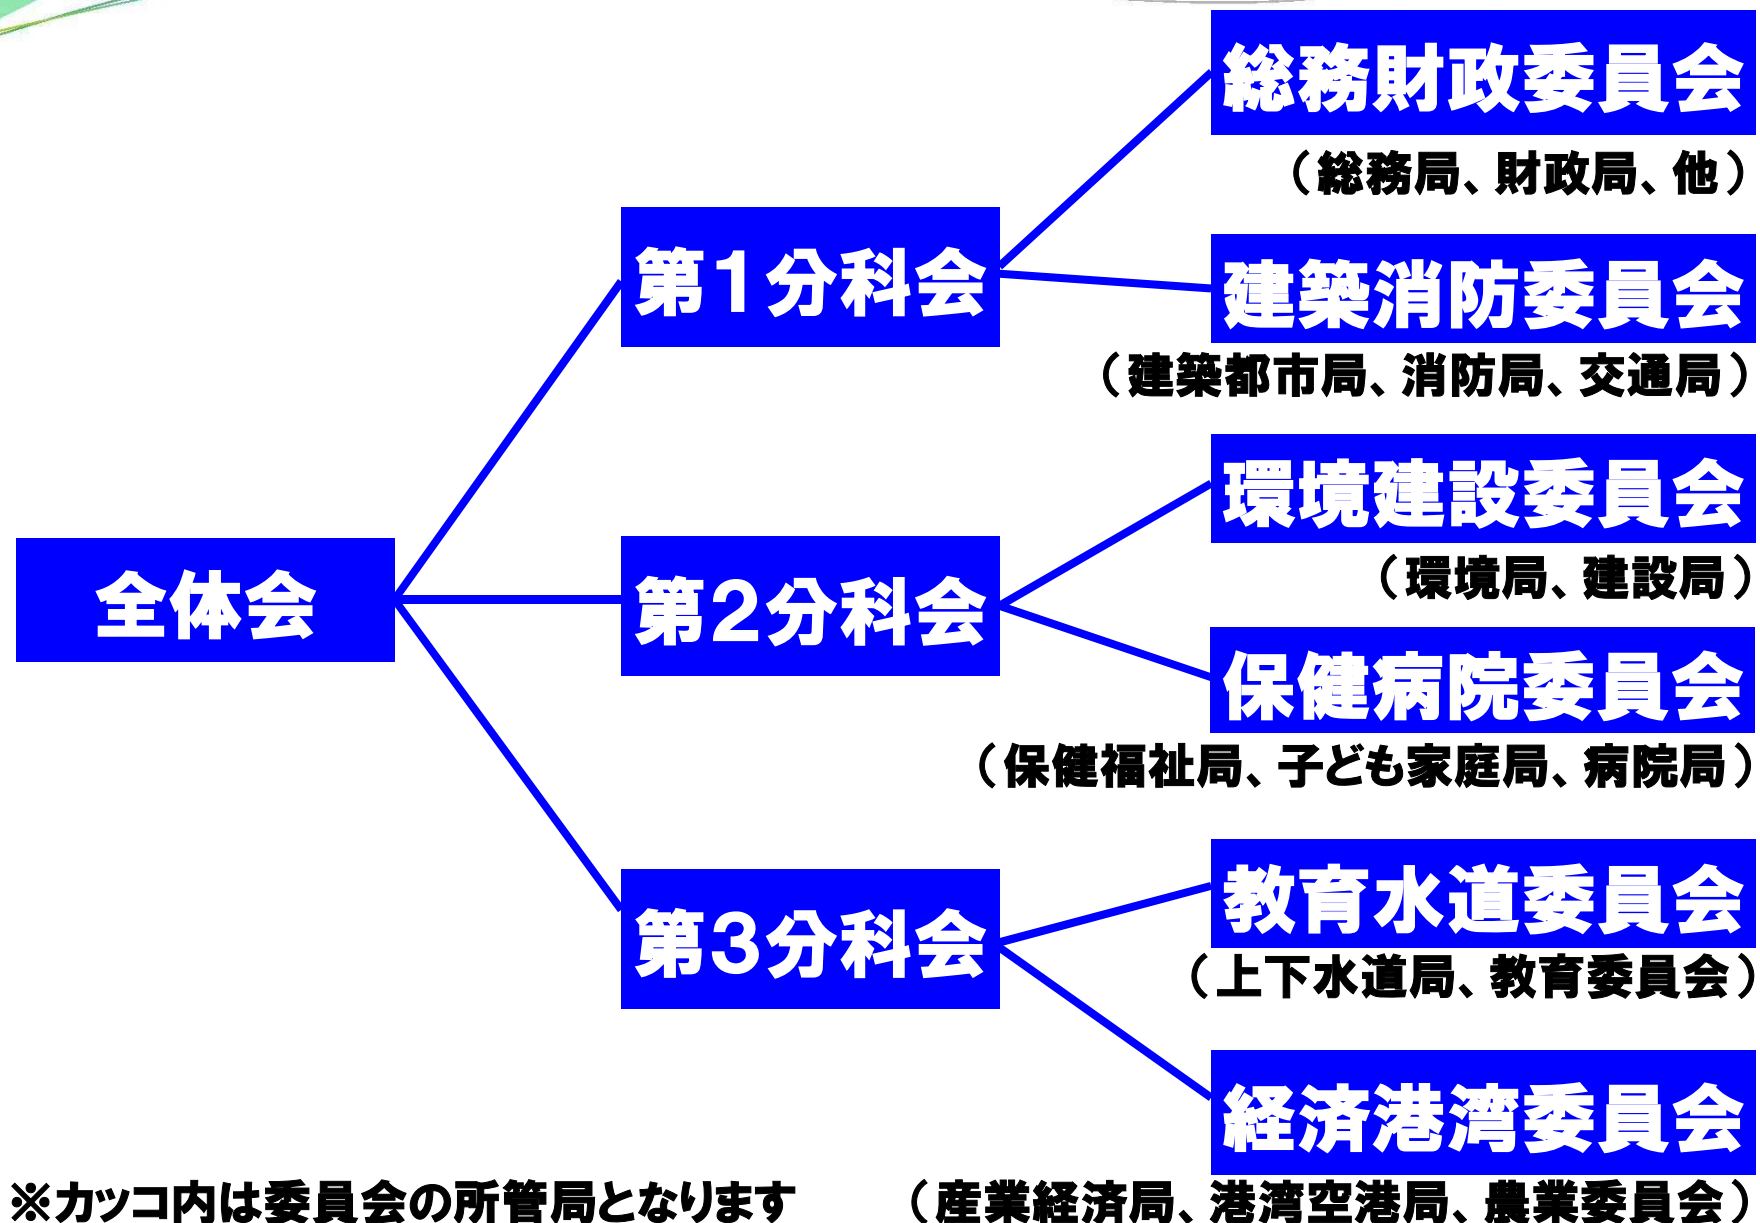 全体会
第1分科会
総務財政委員会
（総務局、財政局、他）
建築消防委員会
（建築都市局、消防局、交通局）
第2分科会
環境建設委員会
（環境局、建設局）
保健病院委員会
（保健福祉局、子ども家庭局、病院局）
第3分科会
教育水道委員会
（上下水道局、教育委員会）
経済港湾委員会
（産業経済局、港湾空港局、農業委員会）
※カッコ内は委員会の所管局となります